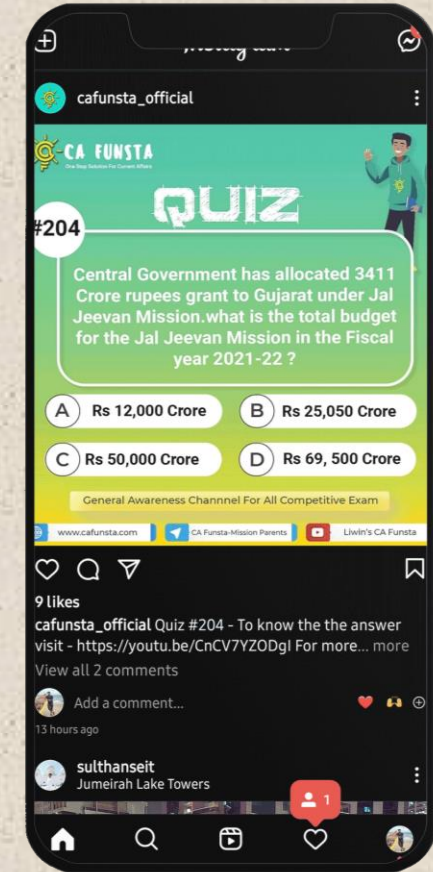 cafunsta_official
CA FUNSTA
One Stop Solution For Current Affairs
QUIZ
#204
Central Government has allocated 3411
Crore rupees grant to Gujarat under Jal
Jeevan Mission.what is the total budget
for the Jal Jeevan Mission in the Fiscal
year 2021-22 ?
A Rs 12,000 Crore
B Rs 25,050 Crore
C Rs 50,000 Crore
D Rs 69, 500 Crore
General Awareness Channnel For All Competitive Exam
www.cafunsta.com
CA Funsta-Mission Parents
Liwin's CA Funsta
9 likes
cafunsta_official Quiz #204 - To know the the answer
visit - https://youtu.be/CnCV7YZODgI For more... more
View all 2 comments
Add a comment...
13 hours ago
sulthanseit
Jumeirah Lake Towers
1